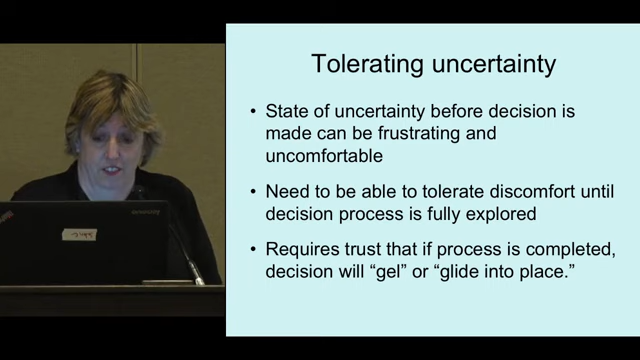 Tolerating uncertainty
• State of uncertainty before decision is
made can be frustrating and
uncomfortable
• Need to be able to tolerate discomfort until
decision process is fully explored
• Requires trust that if process is completed,
decision will “gel” or “glide into place.”
lenovo